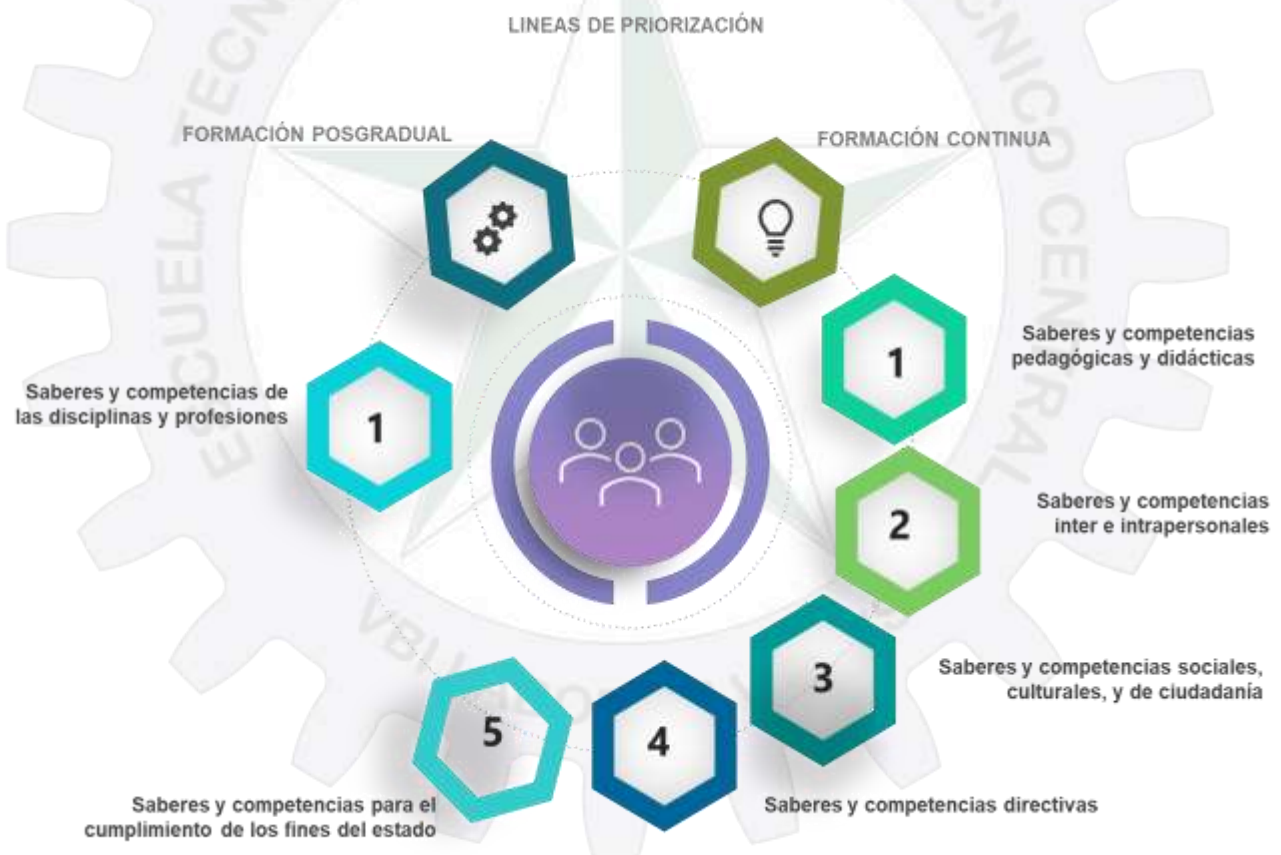 LINEAS DE PRIORIZACIÓN
FORMACIÓN POSGRADUAL
FORMACIÓN CONTINUA
1
Saberes y competencias
pedagógicas y didácticas
Saberes y competencias de
las disciplinas y profesiones
1
2
Saberes y competencias
inter e intrapersonales
3
Saberes y competencias sociales,
culturales, y de ciudadanía
4
Saberes y competencias directivas
5
Saberes y competencias para el
cumplimiento de los fines del estado
ESCUELA
CENTRAL